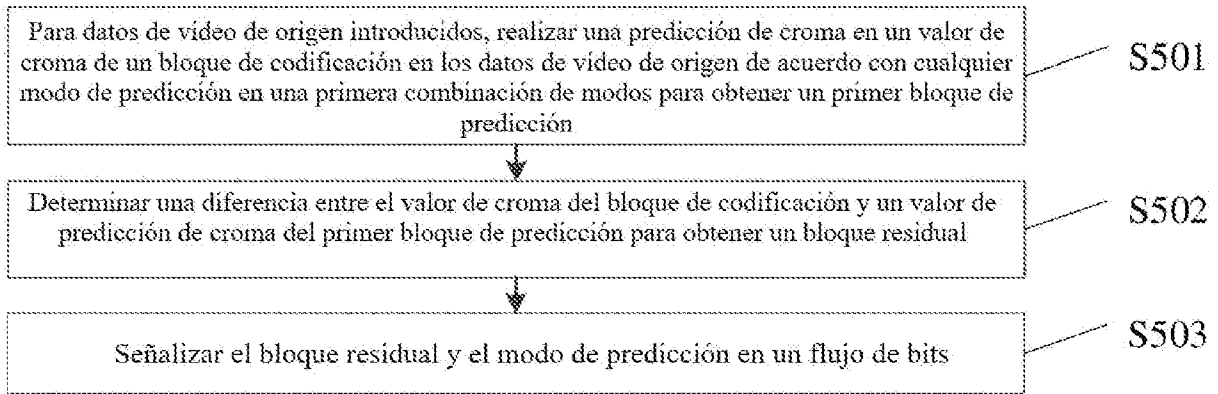 Para datos de vídeo de origen introducidos, realizar una predicción de croma en un valor de
croma de un bloque de codificación en los datos de vídeo de origen de acuerdo con cualquier
modo de predicción en una primera combinación de modos para obtener un primer bloque de
predicción
S501
Determinar una diferencia entre el valor de croma del bloque de codificación y un valor de
predicción de croma del primer bloque de predicción para obtener un bloque residual
S502
Señalizar el bloque residual y el modo de predicción en un flujo de bits
S503